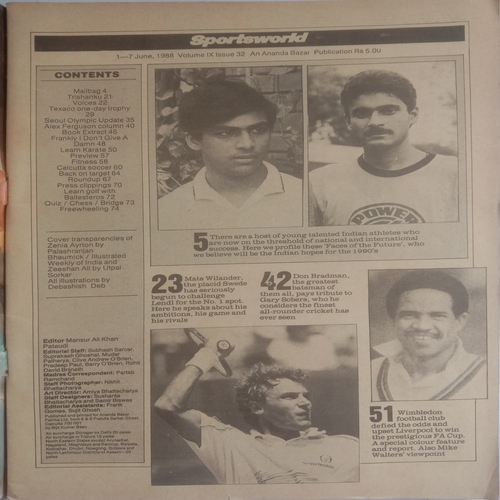 Sportsworld
1—7 June, 1988 Volume IX Issue 32 An Ananda Bazar Publication Rs 5.00
CONTENTS
Mailbag 4
Trishanku 21
Voices 22
Texaco one-day trophy
29
Seoul Olympic Update 35
Alex Ferguson column 40
Book Extract 45
Frankly I Don't Give A
Damn 48
Learn Karate 50
Preview 57
Fitness 58
Calcutta soccer 60
Back on target 64
Roundup 67
Press clippings 70
Learn golf with
Ballesteros 72
Quiz / Chess / Bridge 73
Freewheeling 74
Cover transparencies of
Zenia Ayrton by
Palashranjan
Bhaumick / Illustrated
Weekly of India and
Zeeshan Ali by Utpal
Sorkar
All illustrations by
Debashish Deb
Editor Mansur Ali Khan
Pataudi
POWER
5 There are a host of young talented Indian athletes who
are now on the threshold of national and international
success. Here we profile these 'Faces of the Future', who
we believe will be the Indian hopes for the 1990's
23 Mats Wilander,
the placid Swede
has seriously
begun to challenge
Lendl for the No. 1 spot.
Here he speaks about his
ambitions, his game and
his rivals
42 Don Bradman,
the greatest
batsman of
them all, pays tribute to
Gary Sobers, who he
considers the finest
all-rounder cricket has
ever seen
51 Wimbledon
football club
defied the odds and
upset Liverpool to win
the prestigious FA Cup.
A special colour feature
and report. Also Mike
Walters' viewpoint